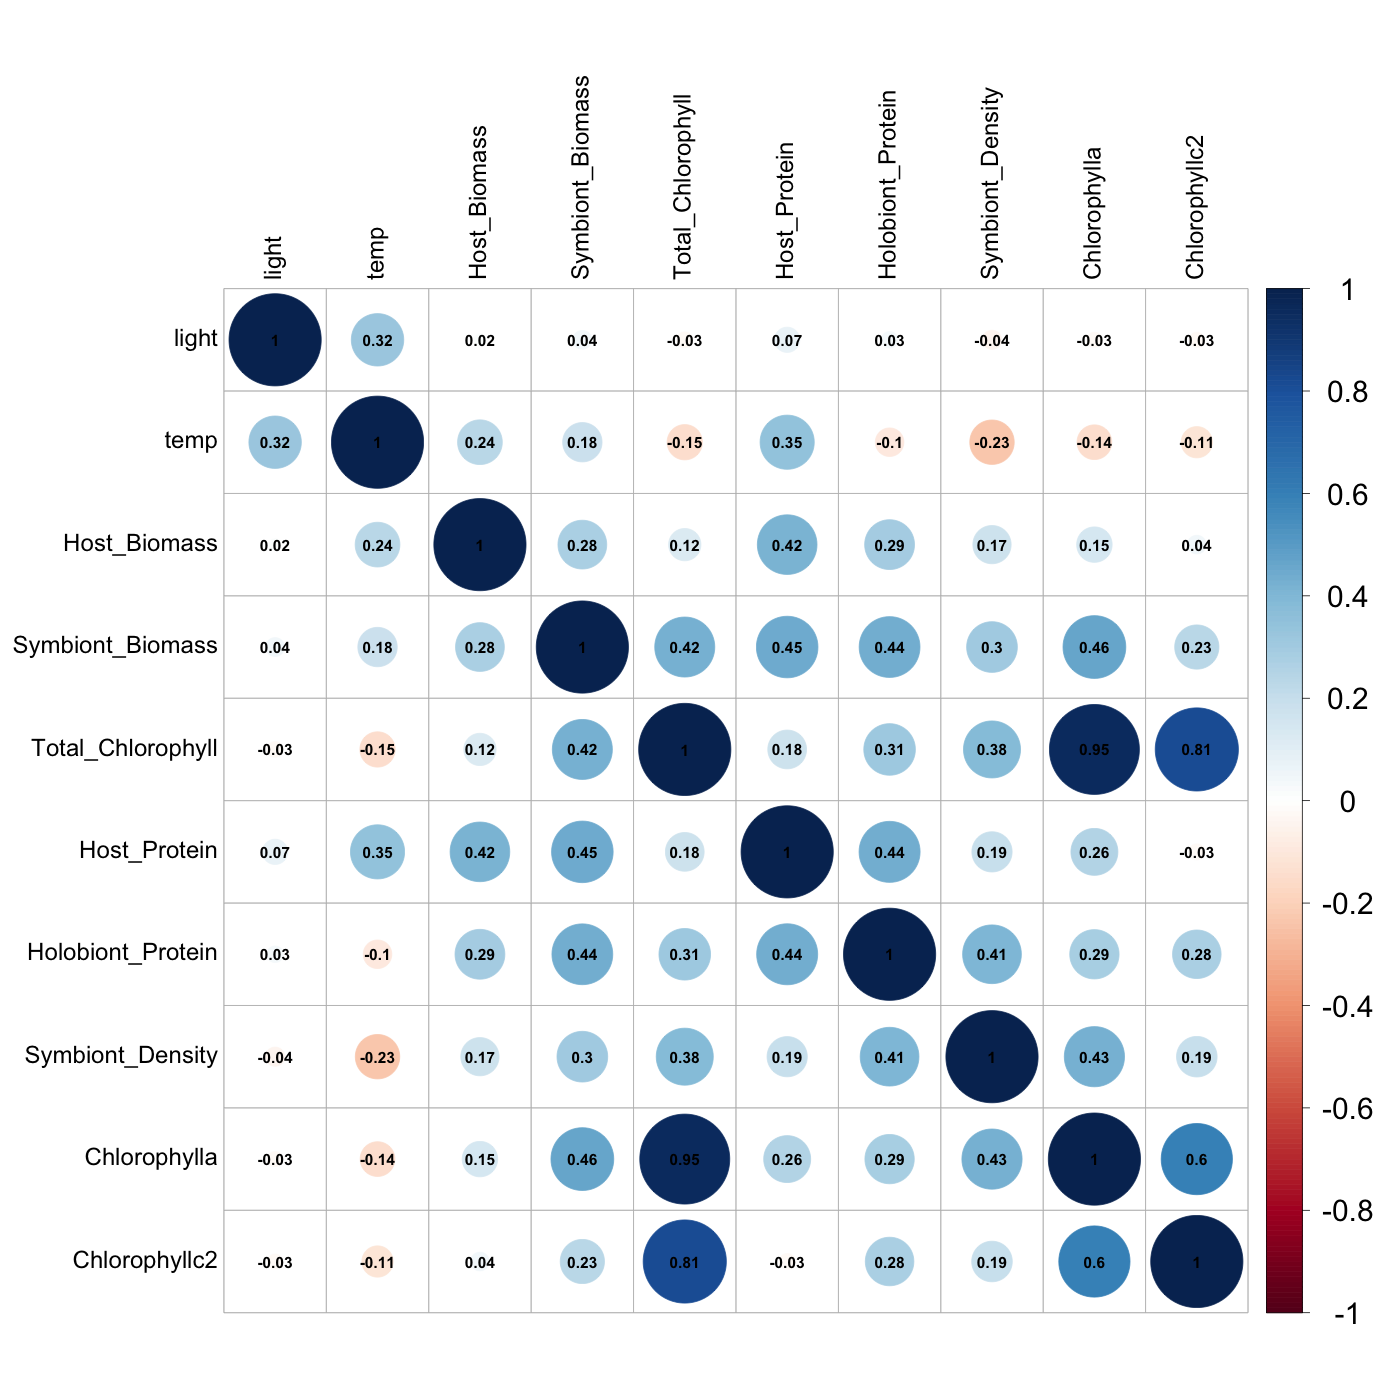 light
temp
Host_Biomass
Symbiont_Biomass
Total_Chlorophyll
Host_Protein
Holobiont_Protein
Symbiont_Density
Chlorophylla
Chlorophyllc2
light 1 0.32 0.02 0.04 -0.03 0.07 0.03 -0.04 -0.03 -0.03
temp 0.32 1 0.24 0.18 -0.15 0.35 -0.1 -0.23 -0.14 -0.11
Host_Biomass 0.02 0.24 1 0.28 0.12 0.42 0.29 0.17 0.15 0.04
Symbiont_Biomass 0.04 0.18 0.28 1 0.42 0.45 0.44 0.3 0.46 0.23
Total_Chlorophyll -0.03 -0.15 0.12 0.42 1 0.18 0.31 0.38 0.95 0.81
Host_Protein 0.07 0.35 0.42 0.45 0.18 1 0.44 0.19 0.26 -0.03
Holobiont_Protein 0.03 -0.1 0.29 0.44 0.31 0.44 1 0.41 0.29 0.28
Symbiont_Density -0.04 -0.23 0.17 0.3 0.38 0.19 0.41 1 0.43 0.19
Chlorophylla -0.03 -0.14 0.15 0.46 0.95 0.26 0.29 0.43 1 0.6
Chlorophyllc2 -0.03 -0.11 0.04 0.23 0.81 -0.03 0.28 0.19 0.6 1
1
0.8
0.6
0.4
0.2
0
-0.2
-0.4
-0.6
-0.8
-1